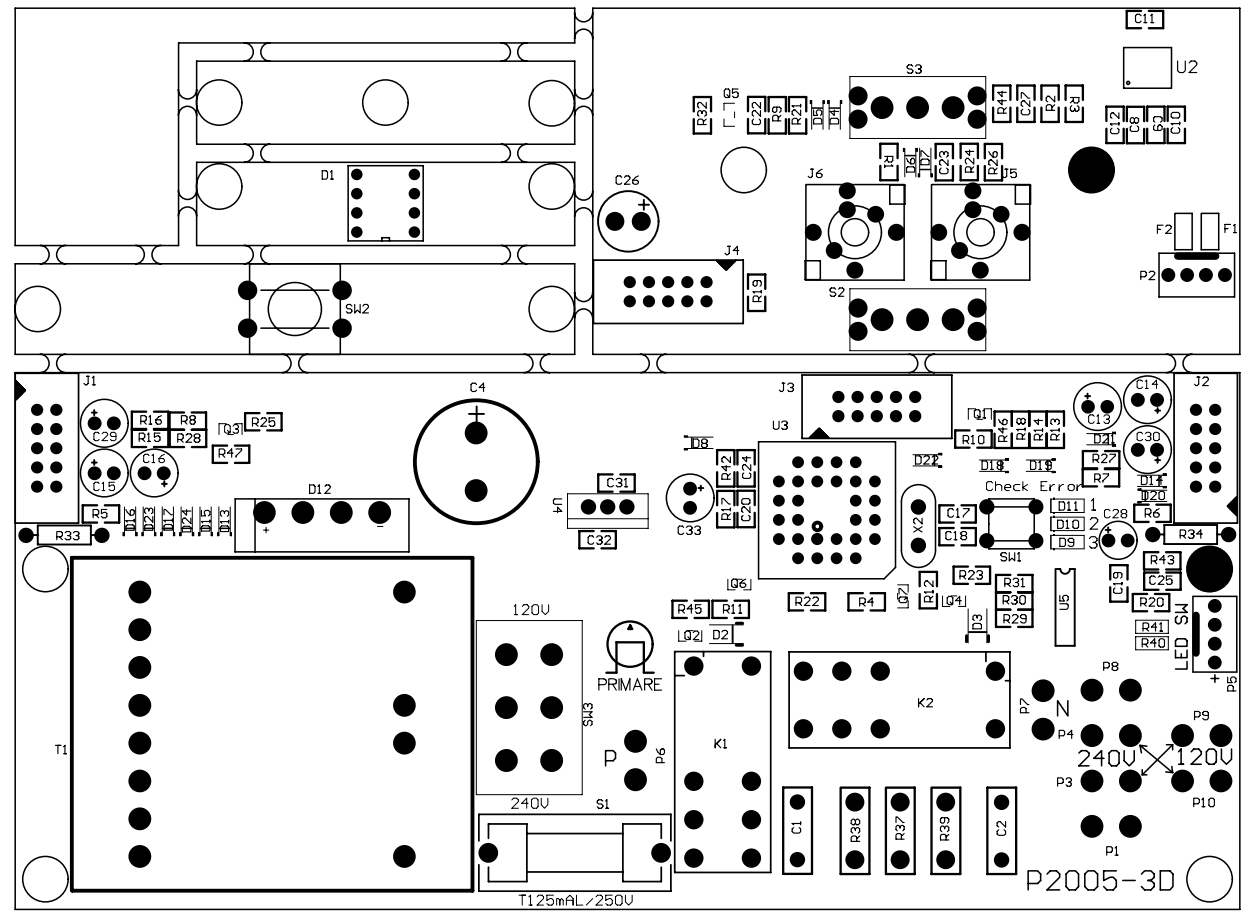 C11
U2
S3
Q5
R32
C22
R9
R21
D5
D4
R44
C27
R2
R3
C12
C8
C9
C10
D1
C26
J6
R1
D6
D7
C23
R24
R26
J5
F2
F1
J4
P2
R19
S2
SW2
J1
C4
J3
C14
J2
C29
R16
R8
R25
R15
R28
Q3
R47
U3
Q1
R46
R18
R14
R13
C13
D21
C30
R10
D8
R42
C24
D22
D18
D19
R27
R7
D14
D20
C15
C16
D12
C31
U4
C33
R17
C20
Check Error
X2
C17
C18
SW1
D11 1
D10 2
D9 3
C28
R6
R5
D16
D23
D17
D24
D15
D13
R33
C32
R34
R43
C25
C19
R20
R41
R40
LED SW
P5
+
Q6
R45
R11
Q2
D2
R22
R4
Q7
R12
Q4
R23
R31
R30
R29
D3
U5
120V
SW3
240V
PRIMARE
P
P6
K1
K2
P7
N
P8
P4
P9
240V
120V
P3
P10
P1
T1
S1
T125mAL/250V
C1
R38
R37
R39
C2
P2005-3D